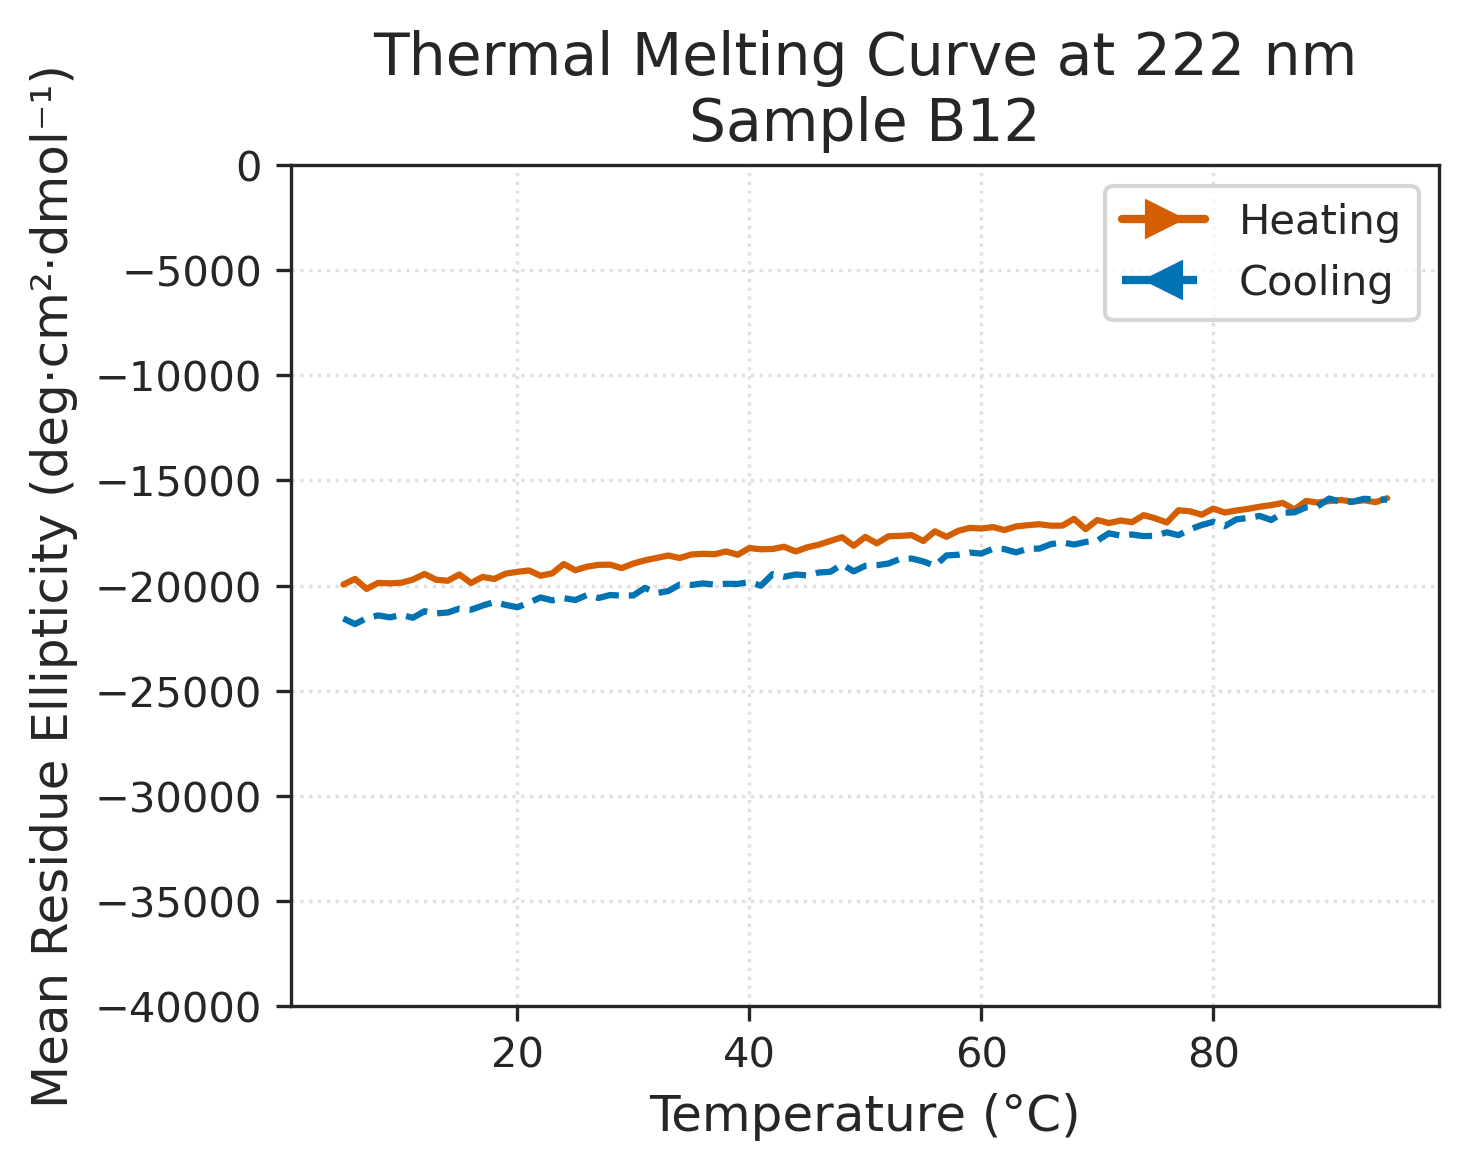 Thermal Melting Curve at 222 nm
Sample B12
Mean Residue Ellipticity (deg·cm²·dmol⁻¹)
0
−5000
−10000
−15000
−20000
−25000
−30000
−35000
−40000
Heating
Cooling
20
40
60
80
Temperature (°C)